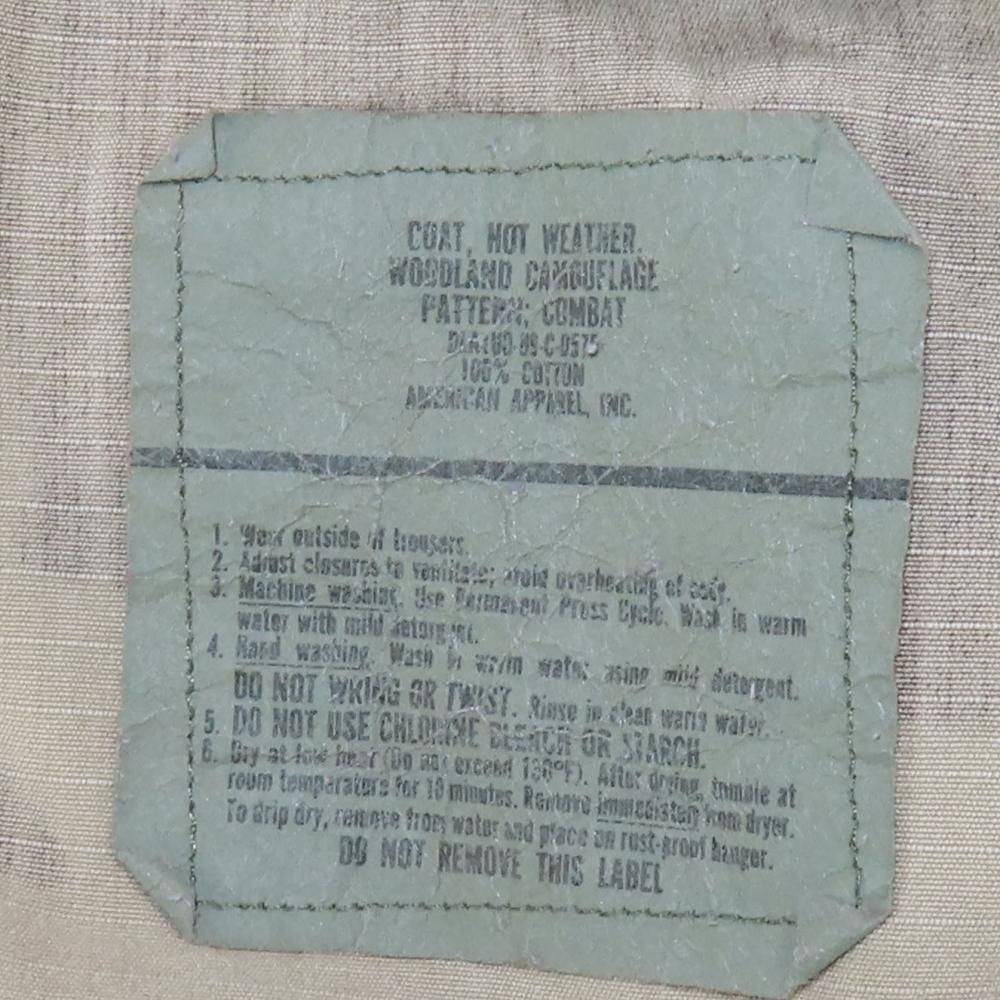 COAT, HOT WEATHER.
WOODLAND CAMOUFLAGE
PATTERN; COMBAT
100% COTTON
AMERICAN APPAREL, INC.
1. Wear outside of trousers.
2. Adjust closures to ventilate; avoid overheating of body.
3. Machine washing. Use Permanent Press Cycle. Wash in warm
water with mild detergent.
4. Hand washing. Wash in warm water using mild detergent.
DO NOT WRING OR TWIST. Rinse in clean warm water.
5. DO NOT USE CHLORINE BLEACH OR STARCH.
6. Dry at low heat (Do not exceed 130°F). After drying, tumble at
room temperature for 10 minutes. Remove immediately from dryer.
To drip dry, remove from water and place on rust-proof hanger.
DO NOT REMOVE THIS LABEL